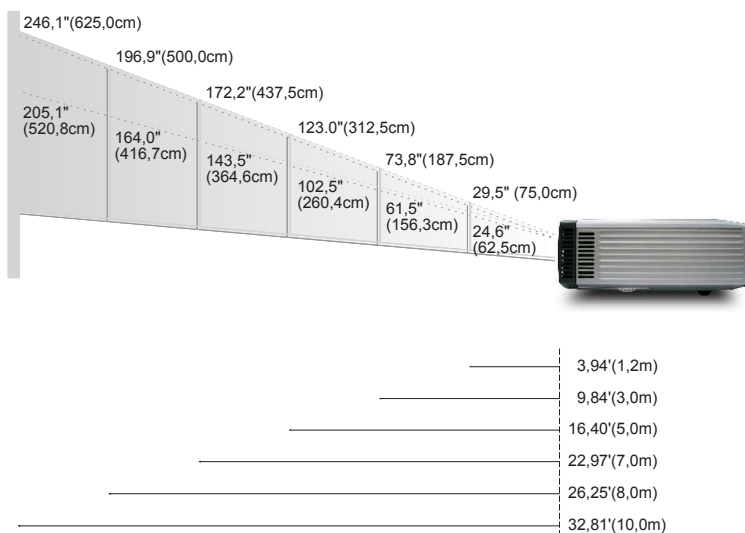 246,1"(625,0cm)
196,9"(500,0cm)
172,2"(437,5cm)
123.0"(312,5cm)
73,8"(187,5cm)
29,5" (75,0cm)
205,1"
(520,8cm)
164,0"
(416,7cm)
143,5"
(364,6cm)
102,5"
(260,4cm)
61,5"
(156,3cm)
24,6"
(62,5cm)
3,94'(1,2m)
9,84'(3,0m)
16,40'(5,0m)
22,97'(7,0m)
26,25'(8,0m)
32,81'(10,0m)